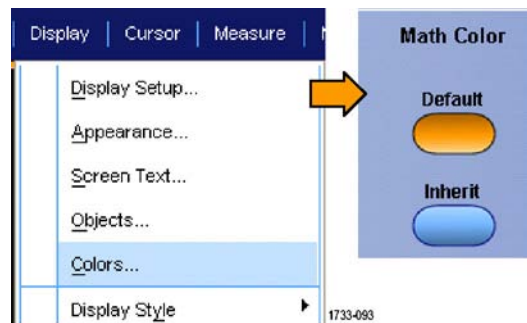 Display | Cursor | Measure |
Display Setup...
Appearance...
Screen Text...
Objects...
Colors...
Display Style
Math Color
Default
Inherit
1733-093